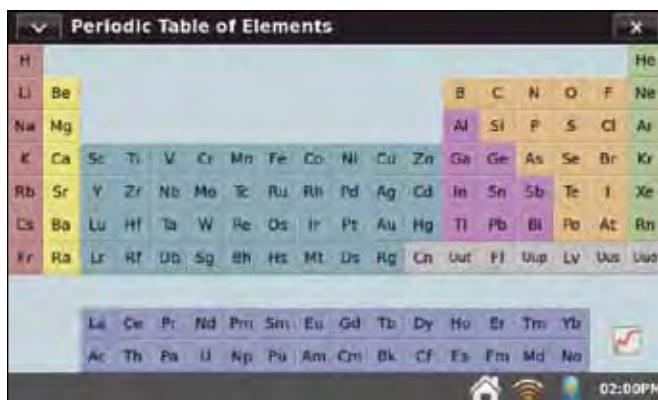 Periodic Table of Elements
H He
Li Be B C N O F Ne
Na Mg Al Si P S Cl Ar
K Ca Sc Ti V Cr Mn Fe Co Ni Cu Zn Ga Ge As Se Br Kr
Rb Sr Y Zr Nb Mo Tc Ru Rh Pd Ag Cd In Sn Sb Te I Xe
Cs Ba Lu Hf Ta W Re Os Ir Pt Au Hg Tl Pb Bi Po At Rn
Fr Ra Lr Rf Db Sg Bh Hs Mt Ds Rg Cn Uut Fl Uup Lv Uus Uuo
La Ce Pr Nd Pm Sm Eu Gd Tb Dy Ho Er Tm Yb
Ac Th Pa U Np Pu Am Cm Bk Cf Es Fm Md No
02:00PM